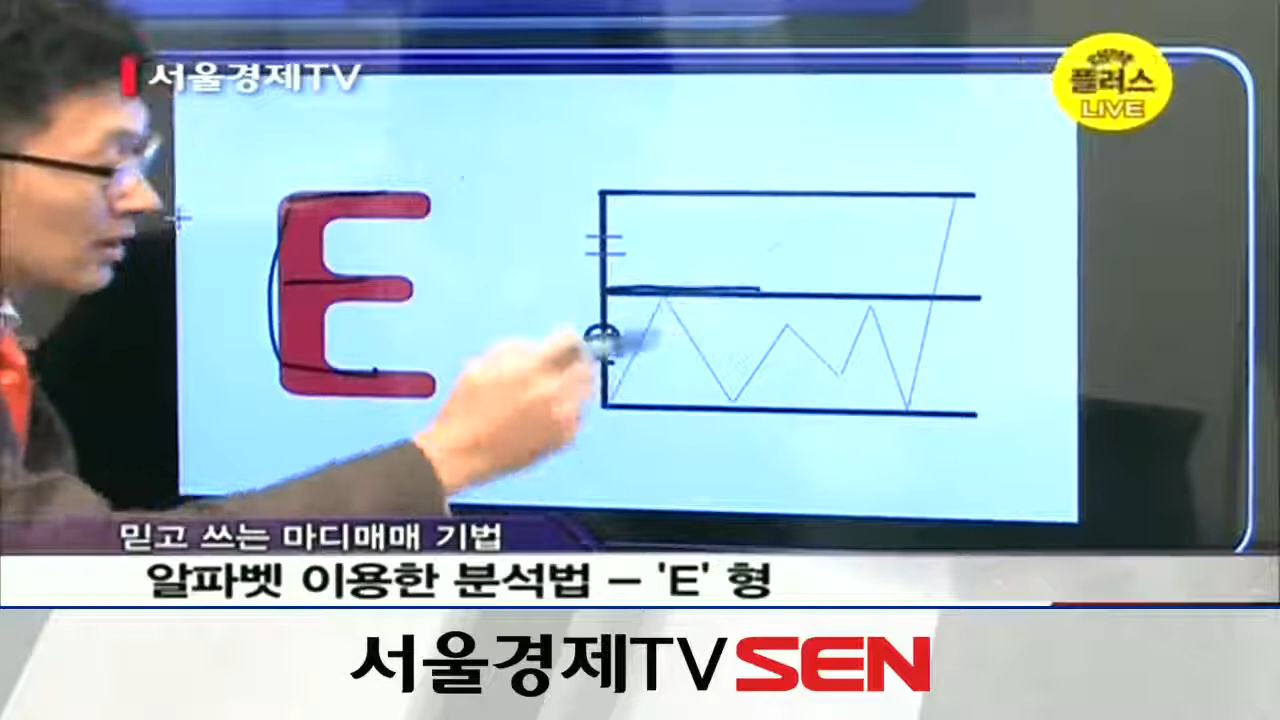 서울경제TV
플러스
LIVE
E
믿고 쓰는 마디매매 기법
알파벳 이용한 분석법 – 'E' 형
서울경제TV SEN